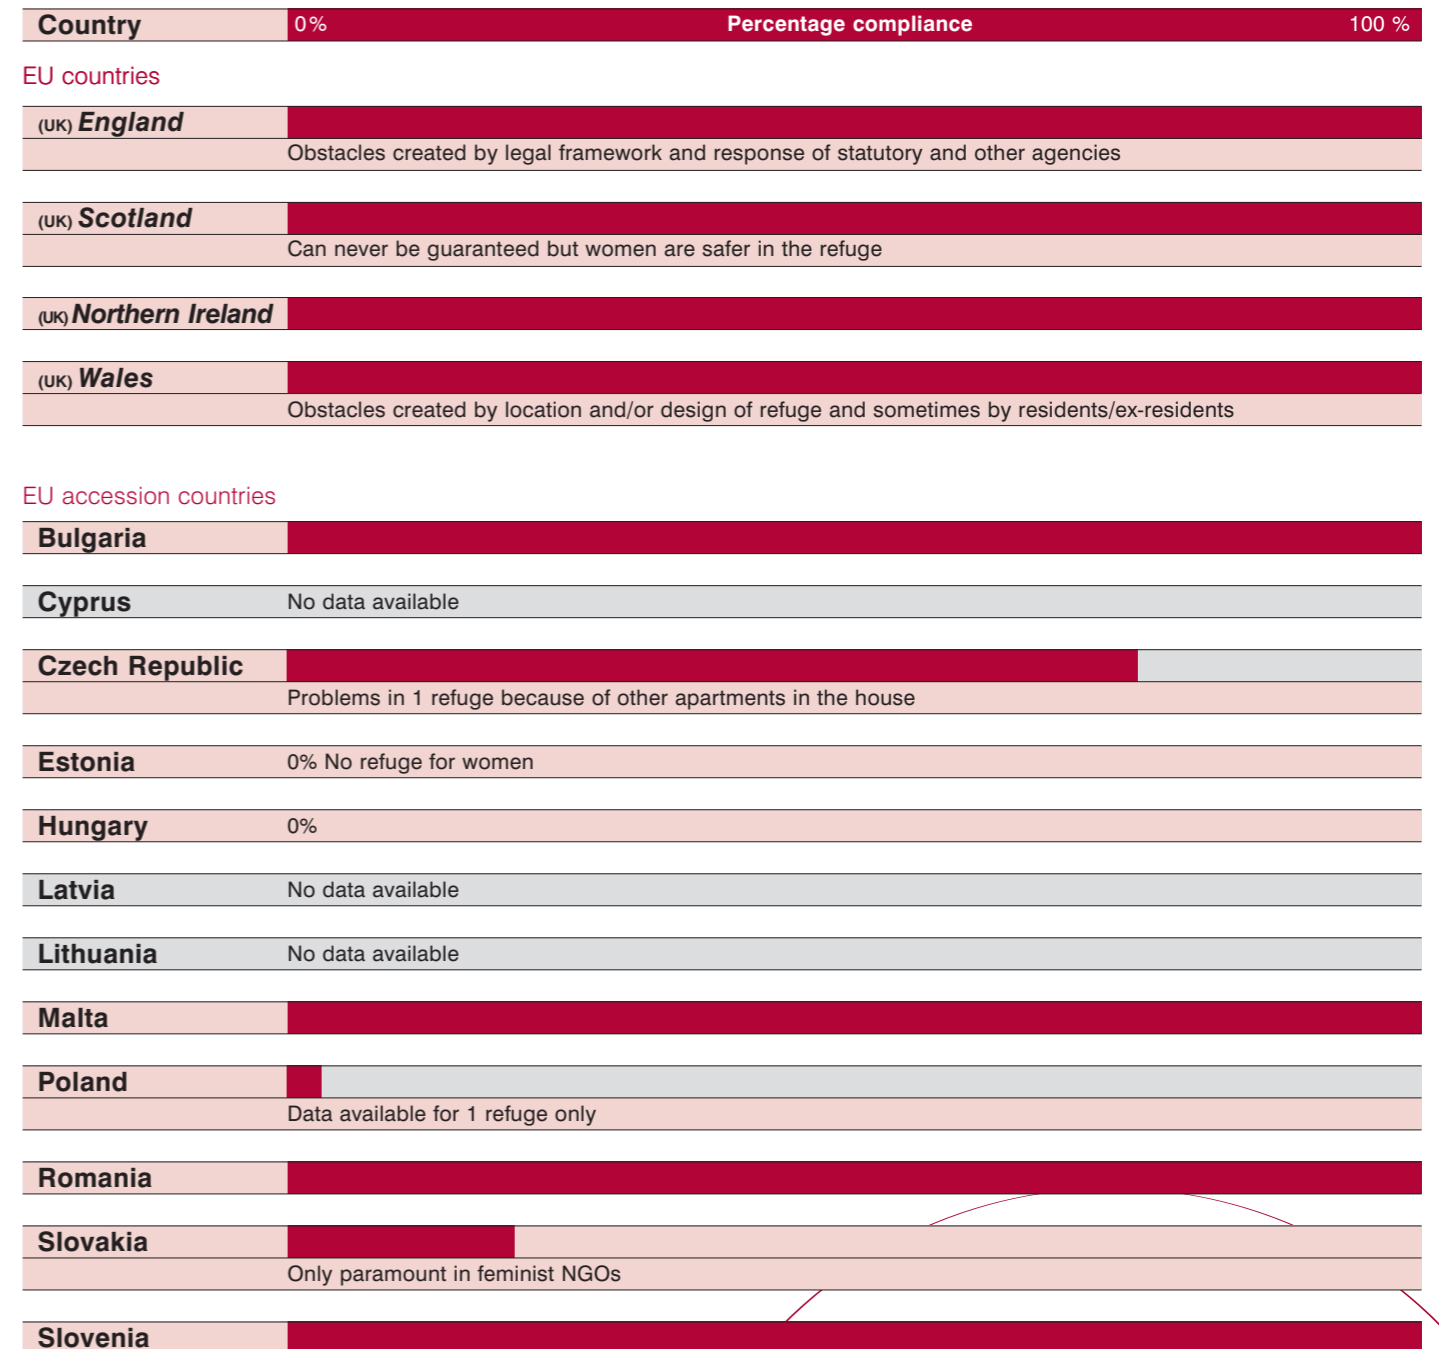 Country 0% Percentage compliance 100 %
EU countries
(UK) England
Obstacles created by legal framework and response of statutory and other agencies
(UK) Scotland
Can never be guaranteed but women are safer in the refuge
(UK) Northern Ireland
(UK) Wales
Obstacles created by location and/or design of refuge and sometimes by residents/ex-residents
EU accession countries
Bulgaria
Cyprus No data available
Czech Republic
Problems in 1 refuge because of other apartments in the house
Estonia 0% No refuge for women
Hungary 0%
Latvia No data available
Lithuania No data available
Malta
Poland
Data available for 1 refuge only
Romania
Slovakia
Only paramount in feminist NGOs
Slovenia